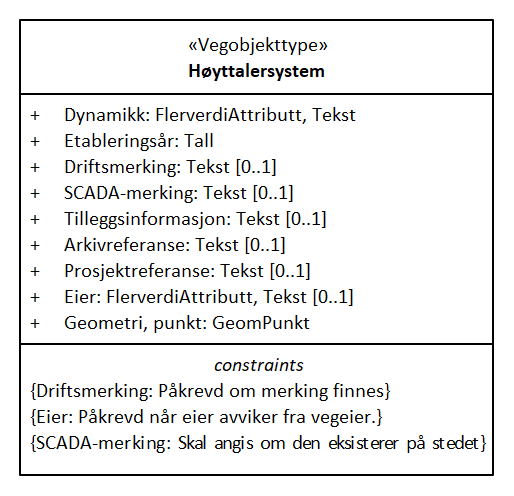 «Vegobjekttype»
Høyttalersystem
+ Dynamikk: FlerverdiAttributt, Tekst
+ Etableringsår: Tall
+ Driftsmerking: Tekst [0..1]
+ SCADA-merking: Tekst [0..1]
+ Tilleggsinformasjon: Tekst [0..1]
+ Arkivreferanse: Tekst [0..1]
+ Prosjektreferanse: Tekst [0..1]
+ Eier: FlerverdiAttributt, Tekst [0..1]
+ Geometri, punkt: GeomPunkt
constraints
{Driftsmerking: Påkrevd om merking finnes}
{Eier: Påkrevd når eier avviker fra vegeier.}
{SCADA-merking: Skal angis om den eksisterer på stedet}